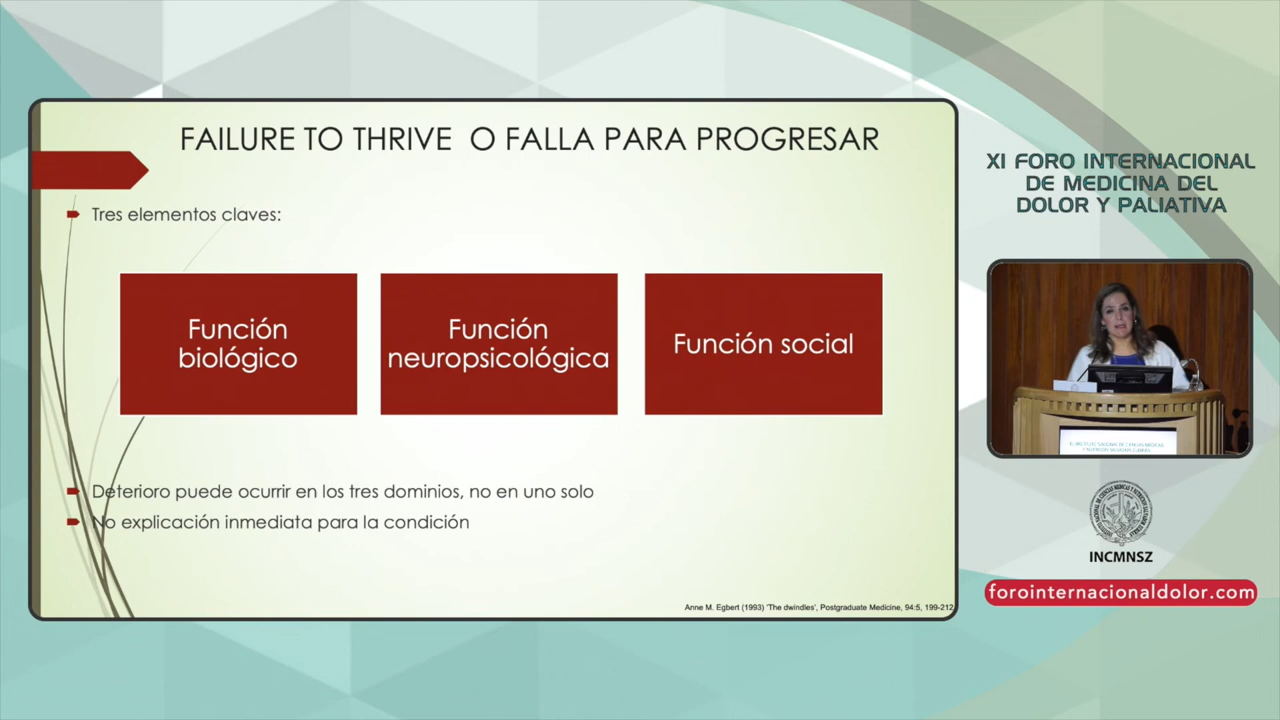 FAILURE TO THRIVE O FALLA PARA PROGRESAR
Tres elementos claves:
Función
biológico
Función
neuropsicológica
Función social
Deterioro puede ocurrir en los tres dominios, no en uno solo
No explicación inmediata para la condición
Anne M. Egbert (1993) 'The dwindles', Postgraduate Medicine, 94:5, 199-212
XI FORO INTERNACIONAL
DE MEDICINA DEL
DOLOR Y PALIATIVA
INCMNSZ
forointernacionaldolor.com